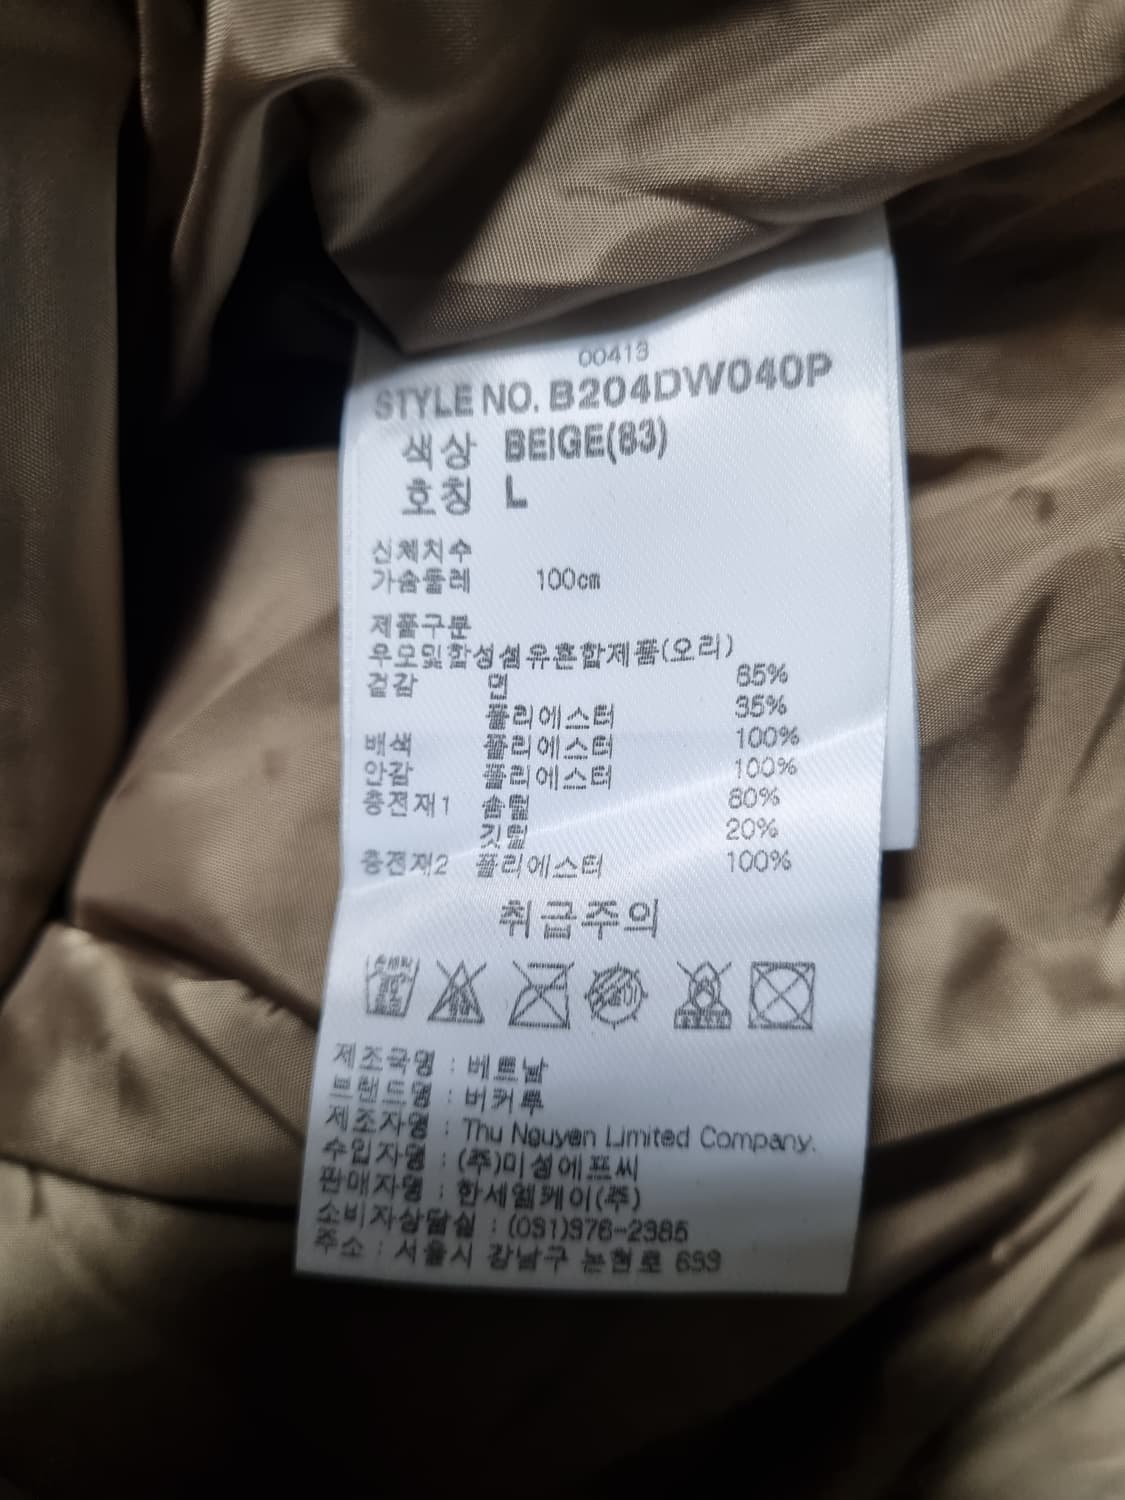 00413
STYLE NO. B204DW040P
색상 BEIGE(83)
호칭 L
신체치수
가슴둘레 100cm
제품구분
우모및합성섬유혼합제품(오리)
겉감 면 65%
폴리에스터 35%
배색 폴리에스터 100%
안감 폴리에스터 100%
충전재1 솜털 80%
깃털 20%
충전재2 폴리에스터 100%
취급주의
손세탁
제조국명 : 베트남
브랜드명 : 버커루
제조자명 : Thu Nguyen Limited Company.
수입자명 : (주)미성에프씨
판매자명 : 한세엠케이(주)
소비자상담실 : (031)376-2385
주소 : 서울시 강남구 논현로 633